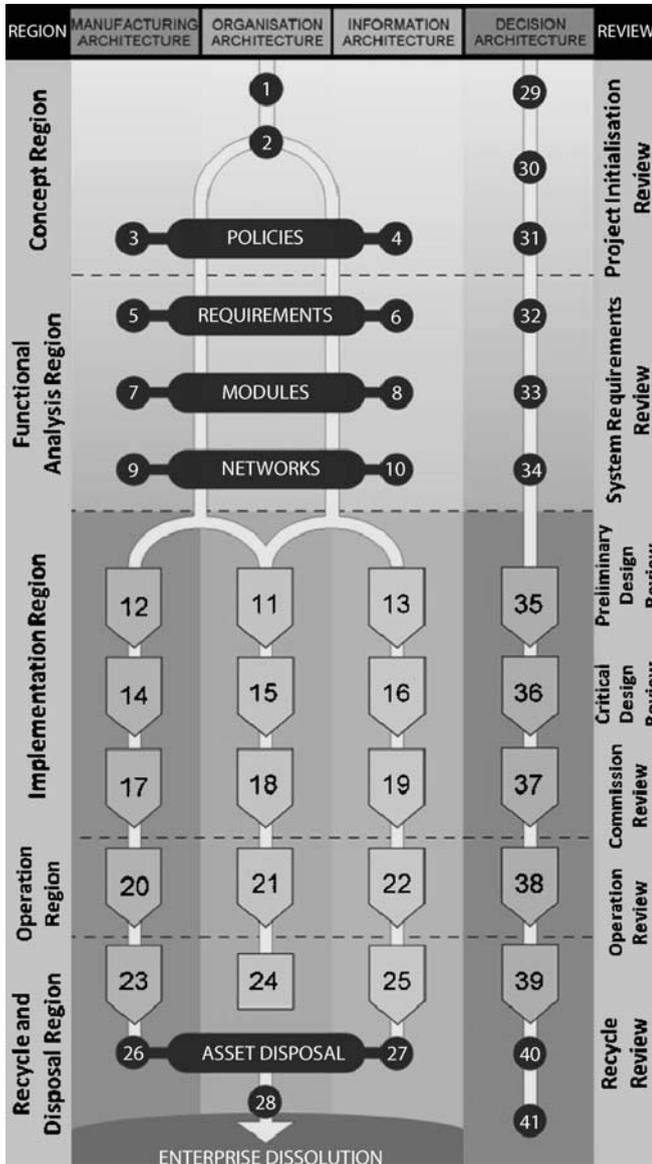 REGION
MANUFACTURING
ARCHITECTURE
ORGANISATION
ARCHITECTURE
INFORMATION
ARCHITECTURE
DECISION
ARCHITECTURE
REVIEW
Concept Region
Project Initialisation
Review
1
29
2
30
3
POLICIES
4
31
Functional
Analysis Region
System Requirements
Review
5
REQUIREMENTS
6
32
7
MODULES
8
33
9
NETWORKS
10
34
Implementation Region
Preliminary
Design
Review
12
11
13
35
Critical
Design
Review
14
15
16
36
Commission
Review
17
18
19
37
Operation
Region
Operation
Review
20
21
22
38
Recycle and
Disposal Region
Recycle
Review
23
24
25
39
26
ASSET DISPOSAL
27
40
28
41
ENTERPRISE DISSOLUTION